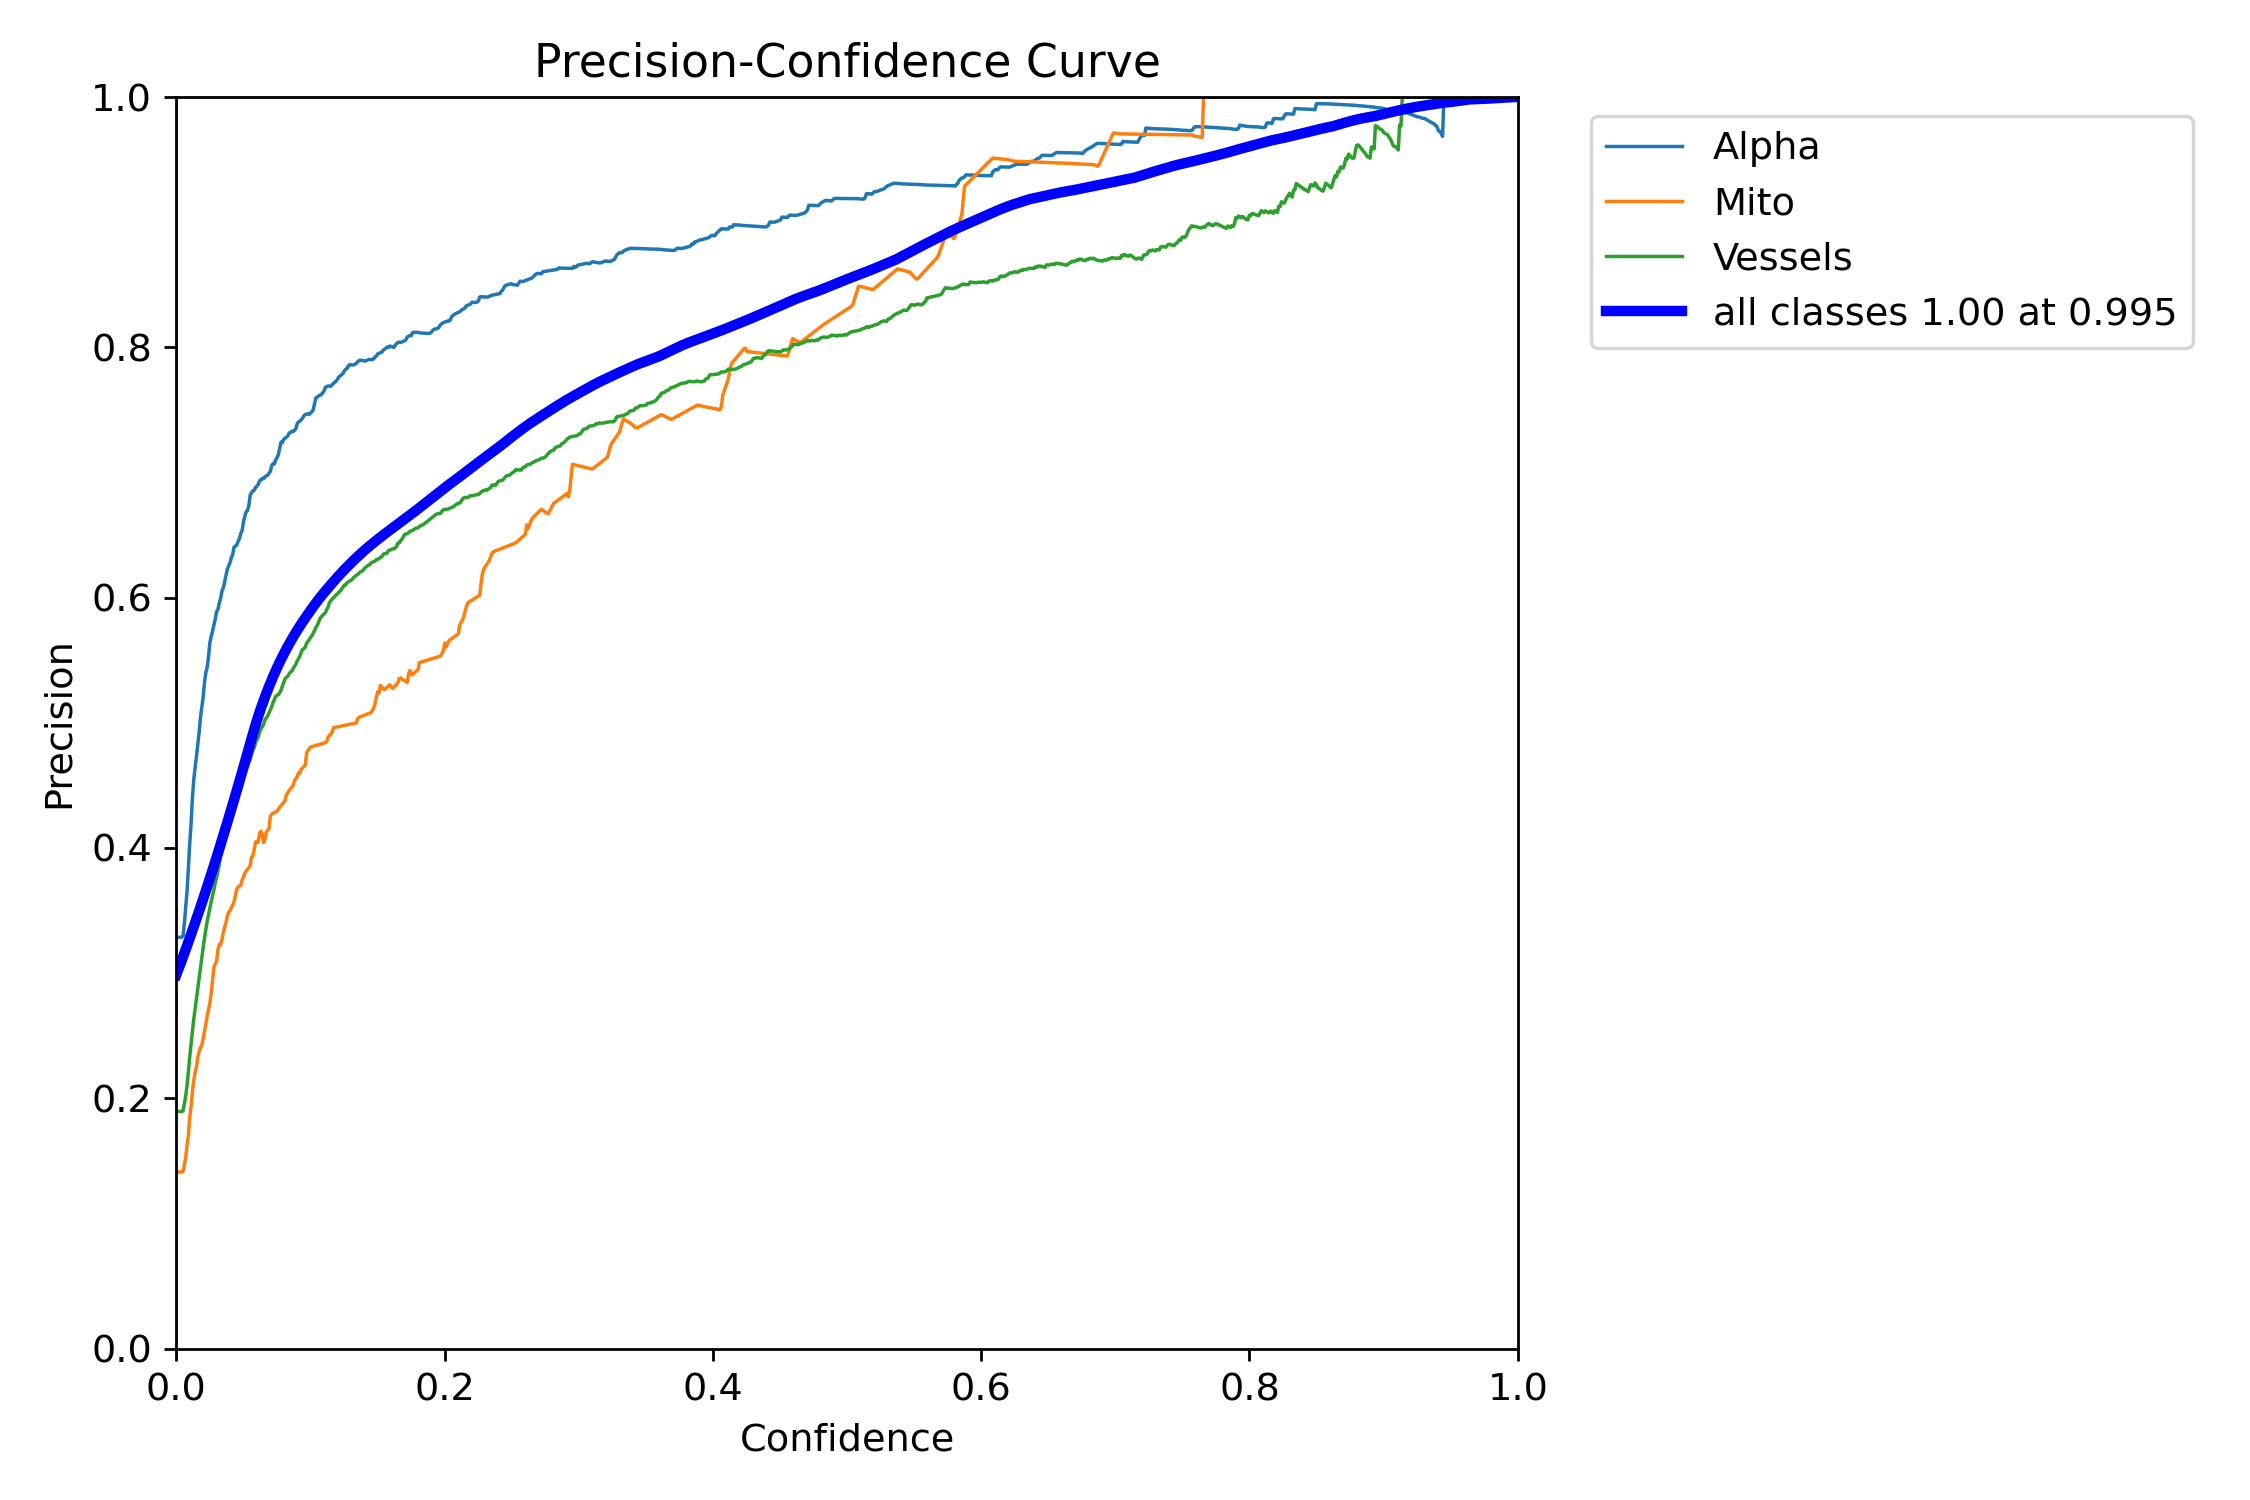 Precision-Confidence Curve
1.0
0.8
0.6
0.4
0.2
0.0
Precision
0.0 0.2 0.4 0.6 0.8 1.0
Confidence
Alpha
Mito
Vessels
all classes 1.00 at 0.995